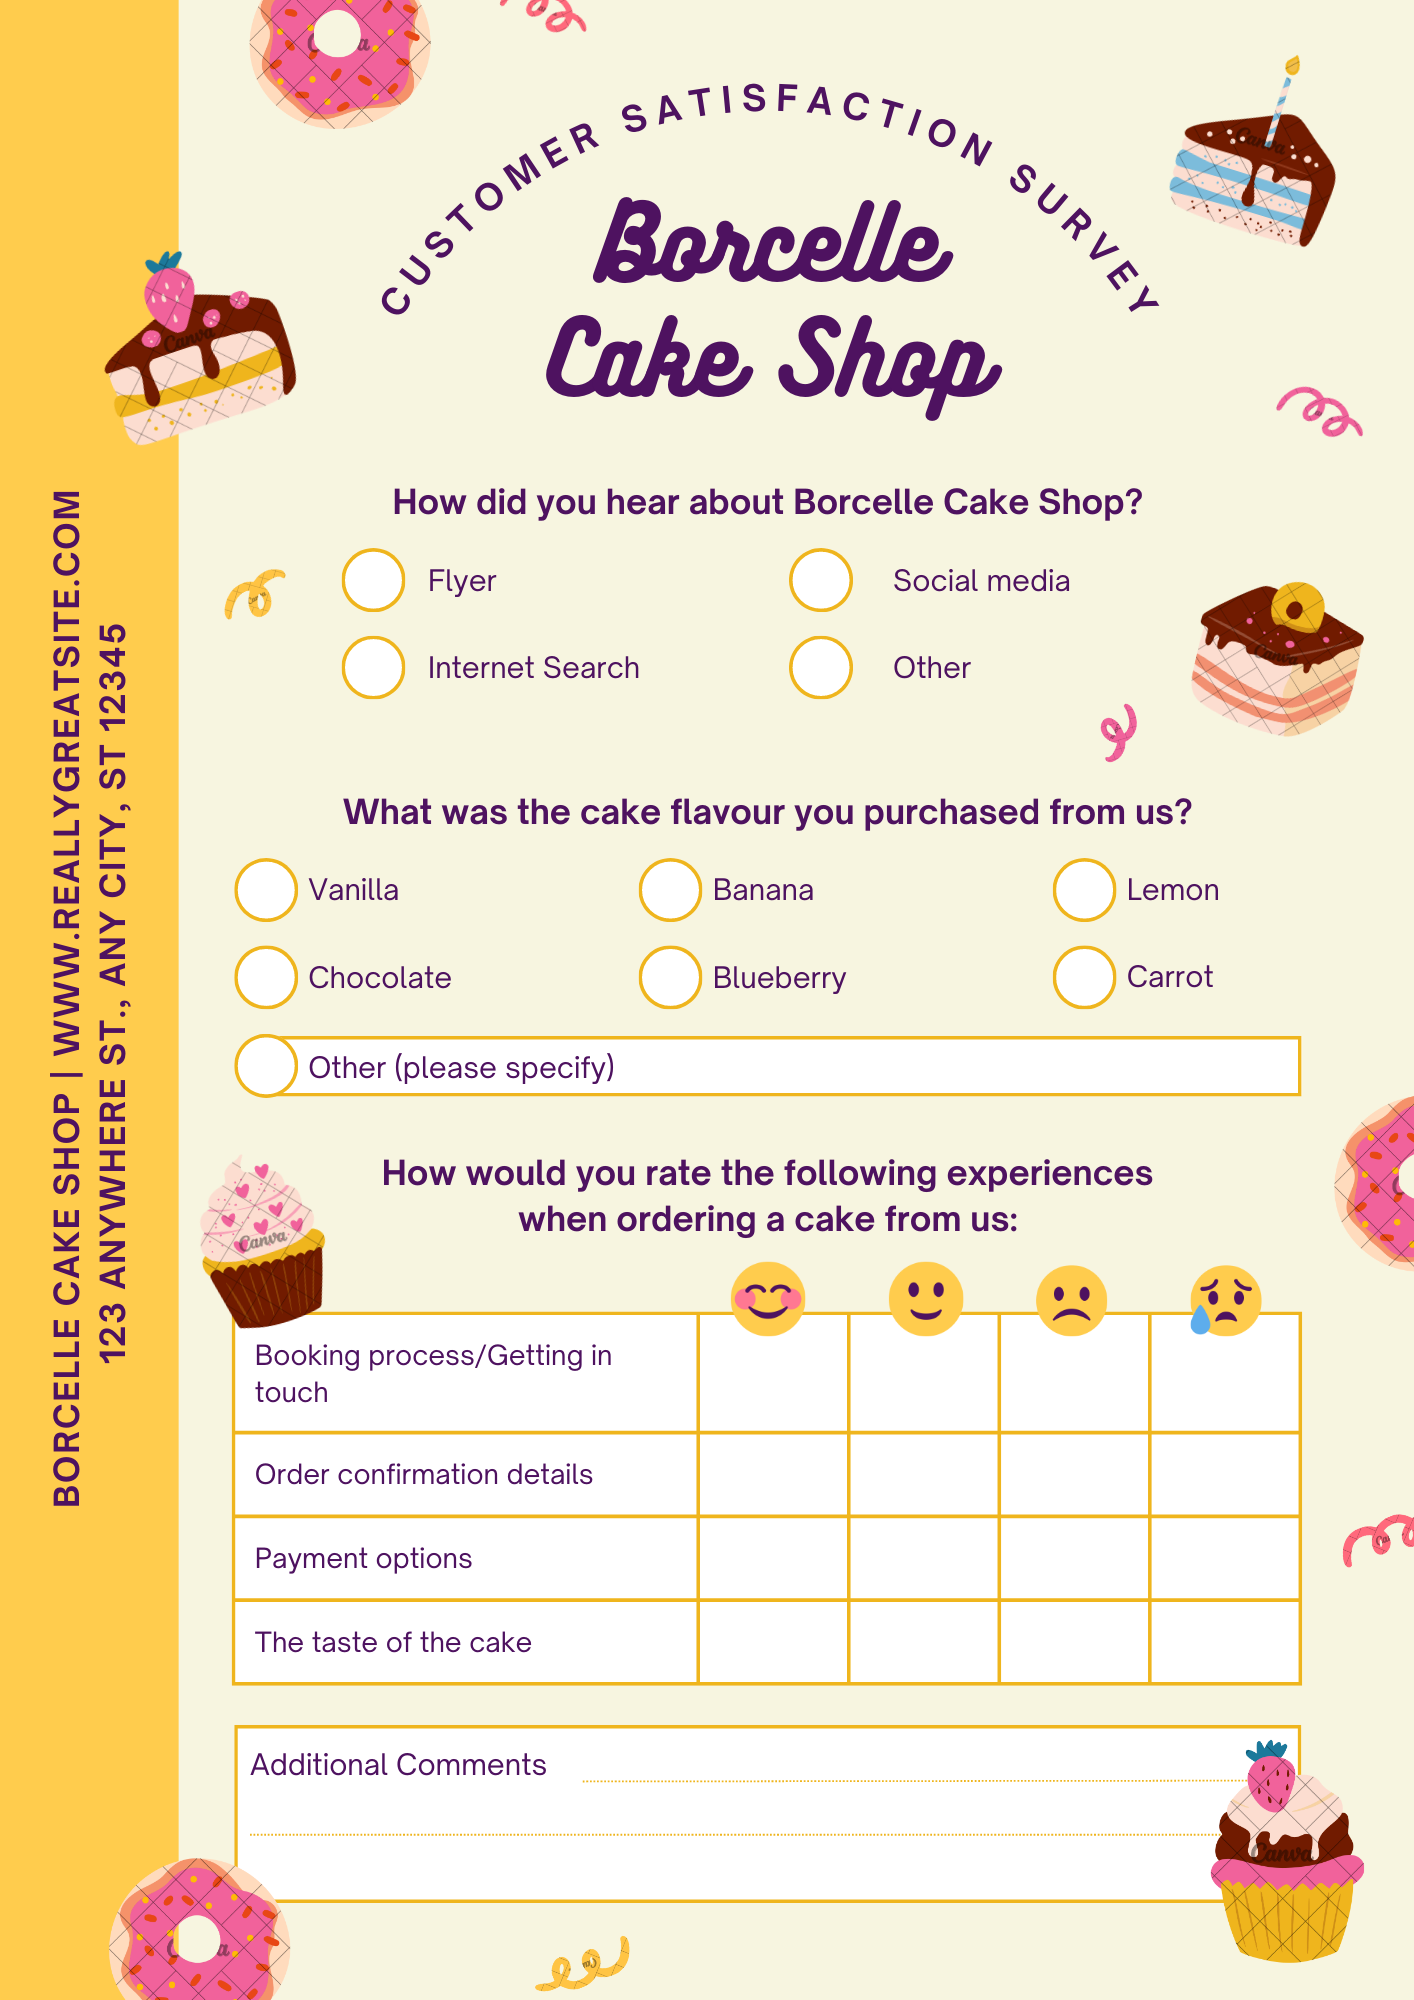 CUSTOMER SATISFACTION SURVEY
Borcelle
Cake Shop
BORCELLE CAKE SHOP | WWW.REALLYGREATSITE.COM
123 ANYWHERE ST., ANY CITY, ST 12345
How did you hear about Borcelle Cake Shop?
Flyer
Social media
Internet Search
Other
What was the cake flavour you purchased from us?
Vanilla
Banana
Lemon
Chocolate
Blueberry
Carrot
Other (please specify)
How would you rate the following experiences
when ordering a cake from us:
Booking process/Getting in
touch
Order confirmation details
Payment options
The taste of the cake
Additional Comments
Canva
Canva
Canva
Canva
Canva